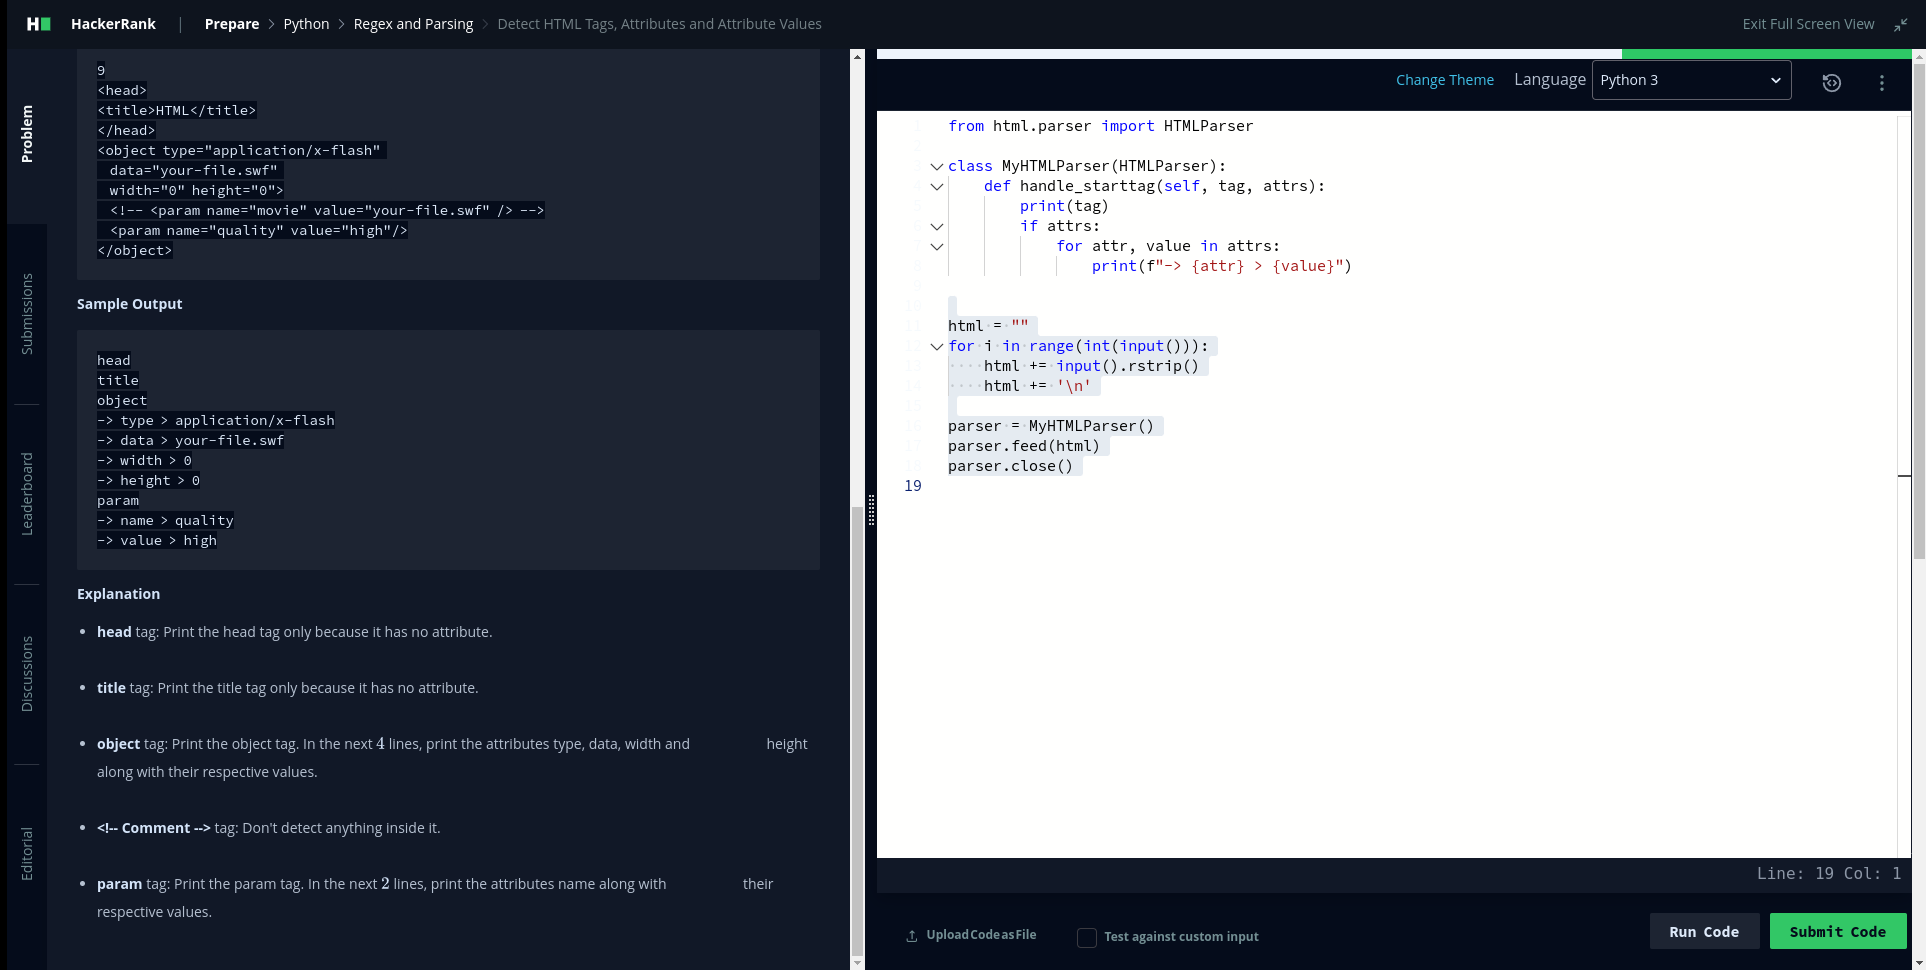 HackerRank | Prepare > Python > Regex and Parsing > Detect HTML Tags, Attributes and Attribute Values
Exit Full Screen View
Problem
Submissions
Leaderboard
Discussions
Editorial
9
<head>
<title>HTML</title>
</head>
<object type="application/x-flash"
data="your-file.swf"
width="0" height="0">
<!-- <param name="movie" value="your-file.swf" /> -->
<param name="quality" value="high"/>
</object>
Sample Output
head
title
object
-> type > application/x-flash
-> data > your-file.swf
-> width > 0
-> height > 0
param
-> name > quality
-> value > high
Explanation
head tag: Print the head tag only because it has no attribute.
title tag: Print the title tag only because it has no attribute.
object tag: Print the object tag. In the next 4 lines, print the attributes type, data, width and height
along with their respective values.
<!-- Comment --> tag: Don't detect anything inside it.
param tag: Print the param tag. In the next 2 lines, print the attributes name along with their
respective values.
Change Theme Language Python 3
from html.parser import HTMLParser
class MyHTMLParser(HTMLParser):
    def handle_starttag(self, tag, attrs):
        print(tag)
        if attrs:
            for attr, value in attrs:
                print(f"-> {attr} > {value}")
html = ""
for i in range(int(input())):
    html += input().rstrip()
    html += '\n'
parser = MyHTMLParser()
parser.feed(html)
parser.close()
19
Line: 19 Col: 1
Upload Code as File
Test against custom input
Run Code
Submit Code